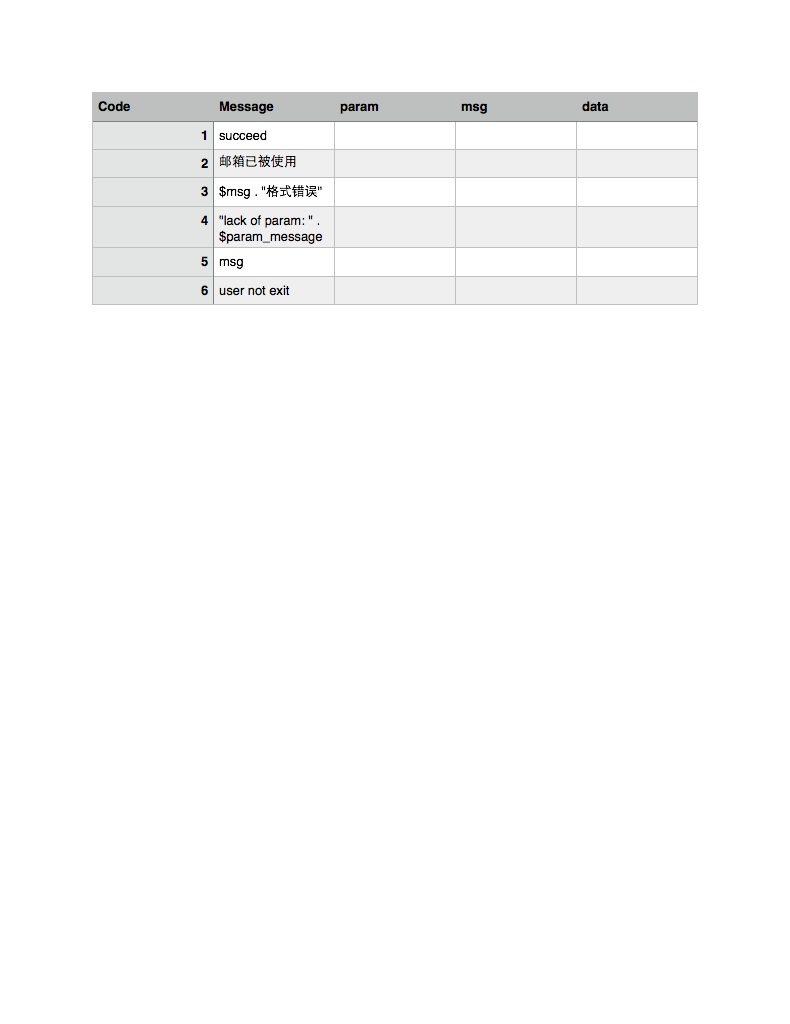 Code Message param msg data
1 succeed
2 邮箱已被使用
3 $msg . "格式错误"
4 "lack of param: " .
$param_message
5 msg
6 user not exit